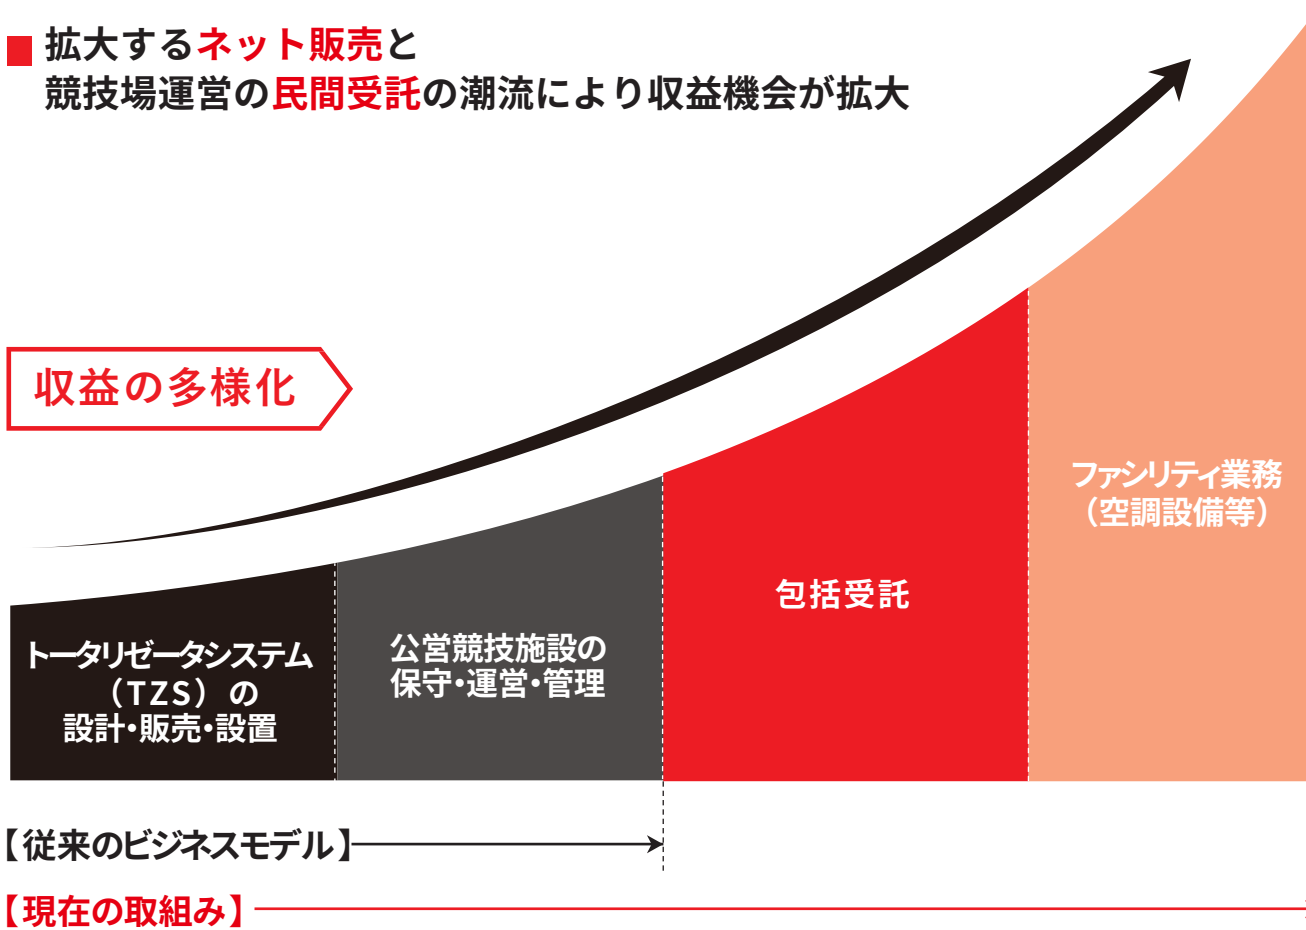 拡大するネット販売と
競技場運営の民間受託の潮流により収益機会が拡大
収益の多様化
ファシリティ業務
（空調設備等）
包括受託
公営競技施設の
保守・運営・管理
トータリゼータシステム
（TZS）の
設計・販売・設置
【従来のビジネスモデル】
【現在の取組み】